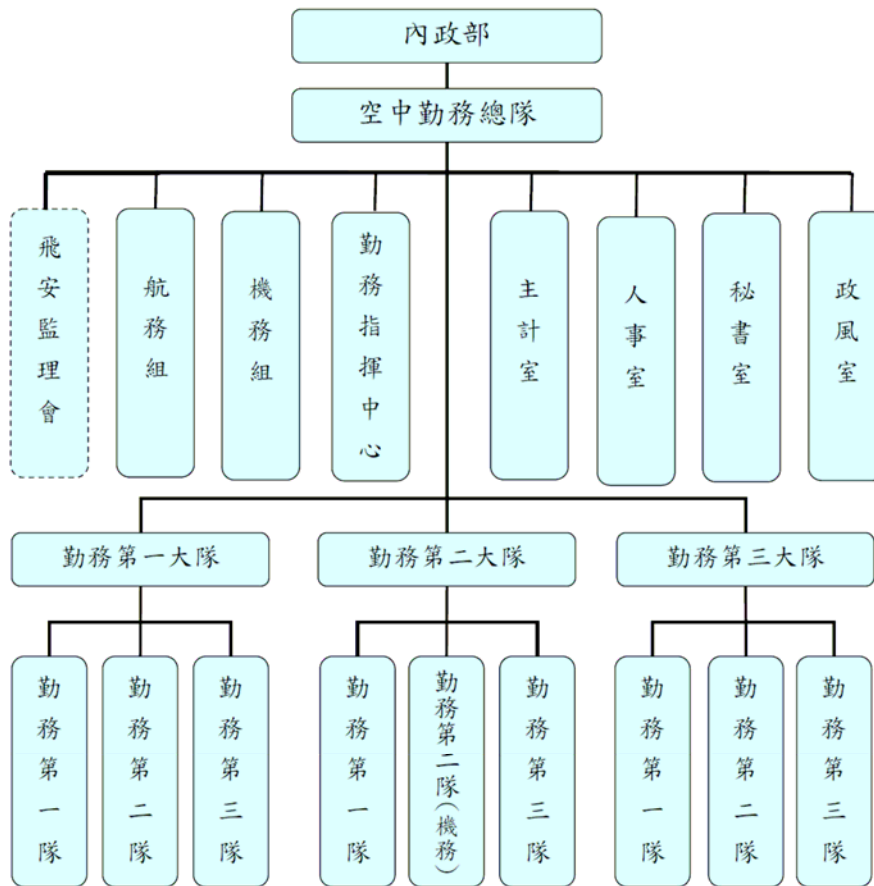 內政部
空中勤務總隊
飛安監理會
航務組
機務組
勤務指揮中心
主計室
人事室
秘書室
政風室
勤務第一大隊
勤務第二大隊
勤務第三大隊
勤務第一隊
勤務第二隊
勤務第三隊
勤務第一隊
勤務第二隊(機務)
勤務第三隊
勤務第一隊
勤務第二隊
勤務第三隊